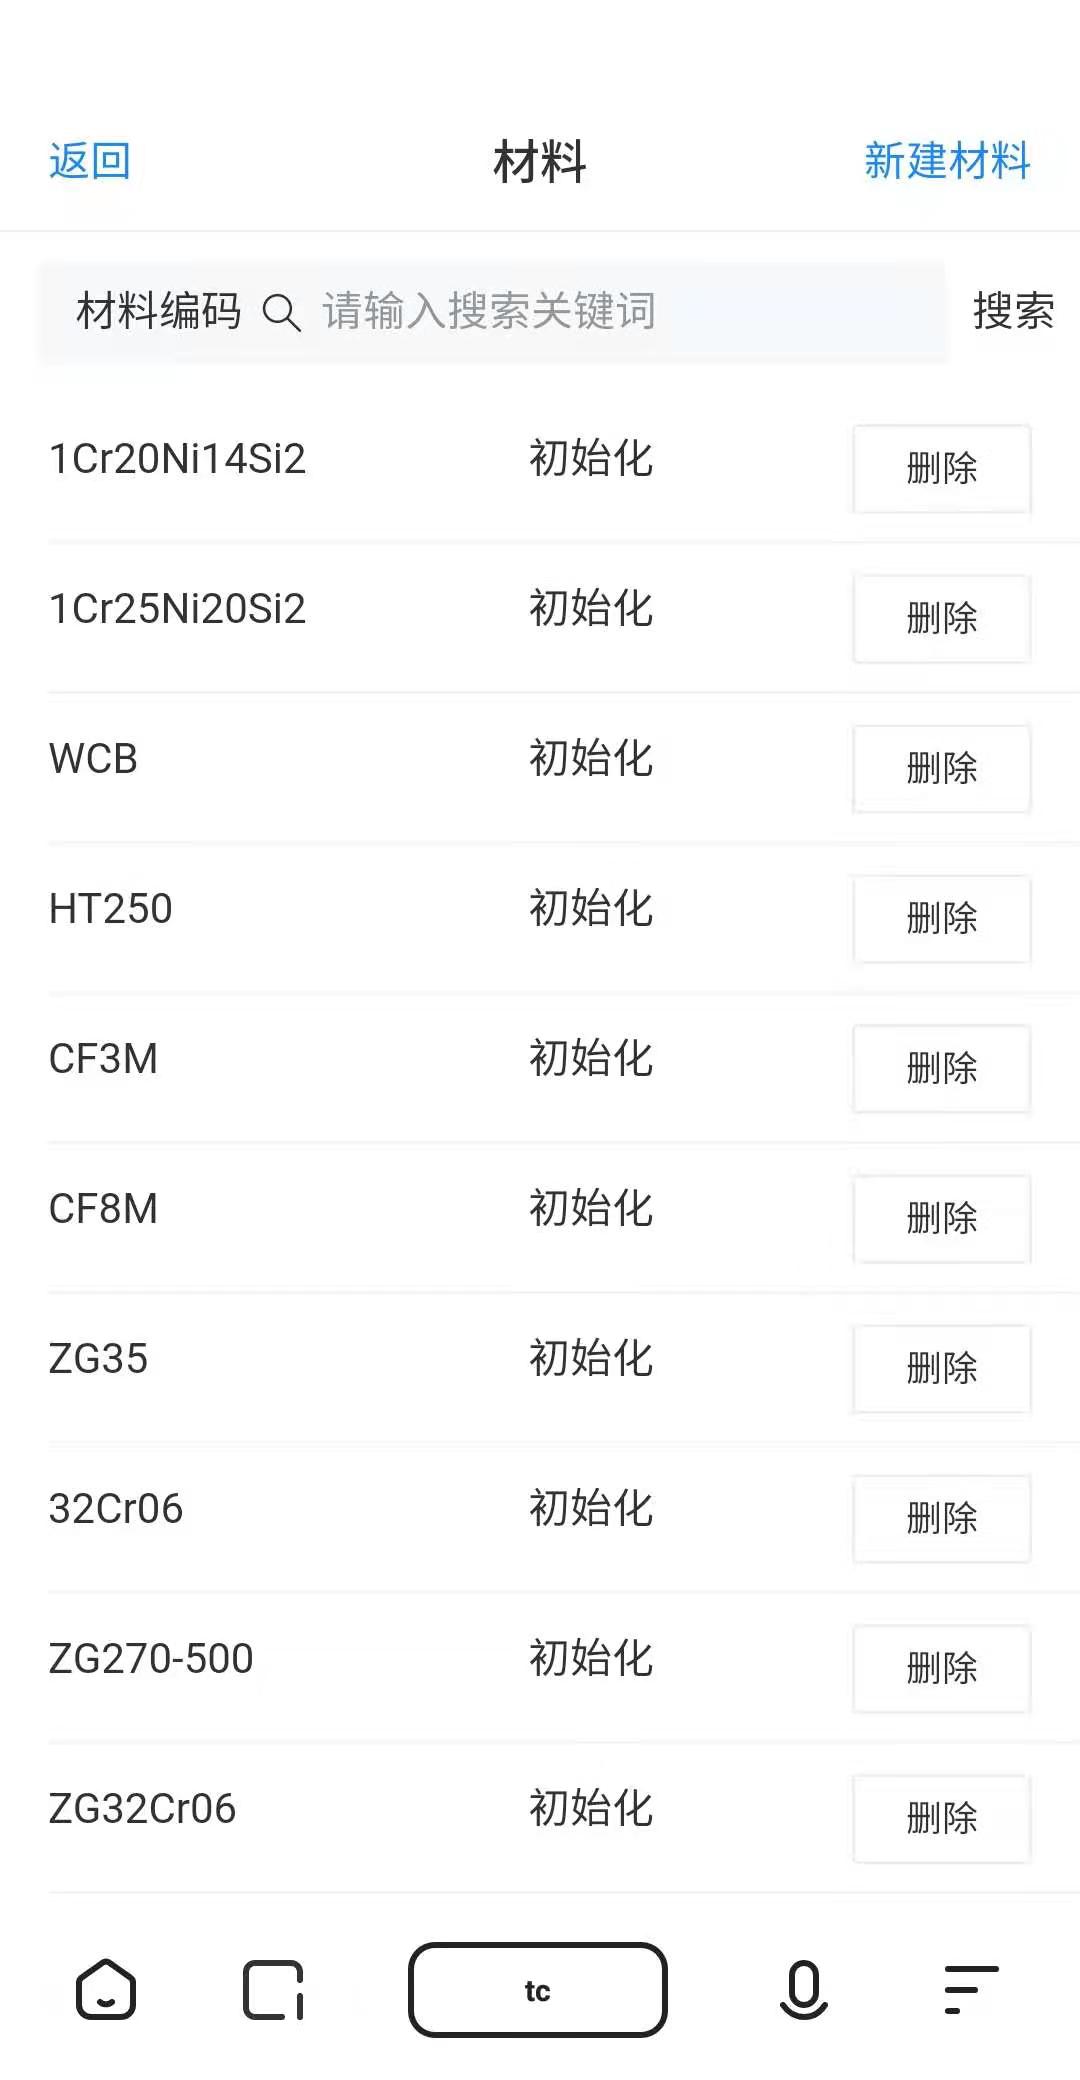 返回 材料 新建材料
材料编码 请输入搜索关键词 搜索
1Cr20Ni14Si2 初始化 删除
1Cr25Ni20Si2 初始化 删除
WCB 初始化 删除
HT250 初始化 删除
CF3M 初始化 删除
CF8M 初始化 删除
ZG35 初始化 删除
32Cr06 初始化 删除
ZG270-500 初始化 删除
ZG32Cr06 初始化 删除
tc